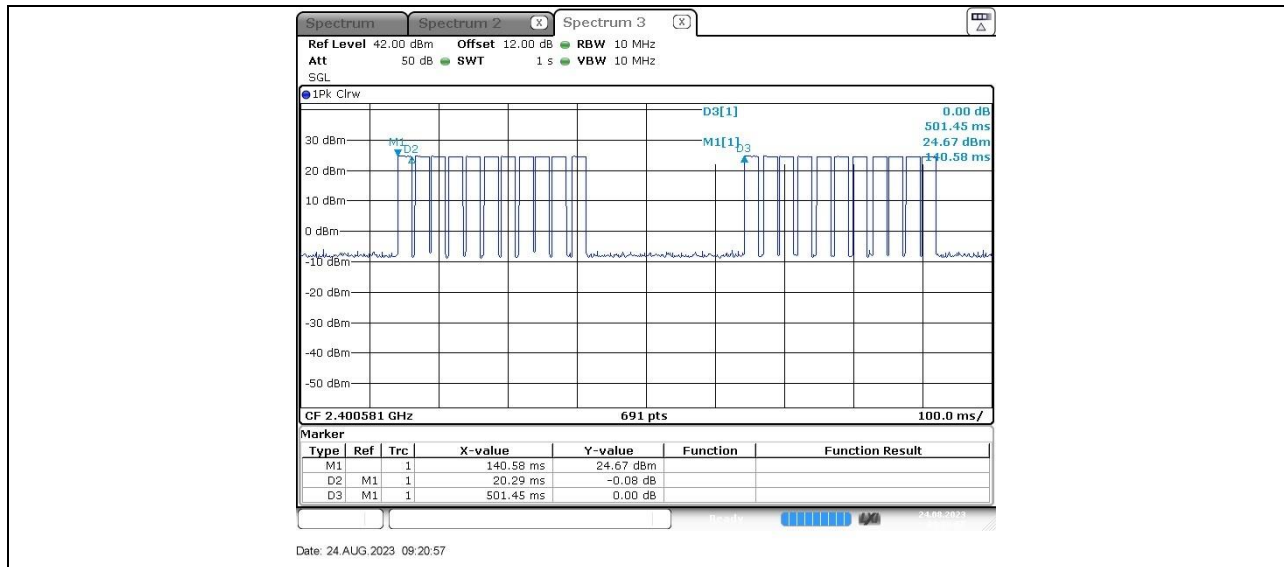 Spectrum Spectrum 2 X Spectrum 3 X
Ref Level 42.00 dBm Offset 12.00 dB RBW 10 MHz
Att 50 dB SWT 1 s VBW 10 MHz
SGL
1Pk Clrw
D3[1] 0.00 dB
501.45 ms
M1[1] 24.67 dBm
140.58 ms
30 dBm
M1 D2 D3
20 dBm
10 dBm
0 dBm
-10 dBm
-20 dBm
-30 dBm
-40 dBm
-50 dBm
CF 2.400581 GHz 691 pts 100.0 ms/
Marker
Type Ref Trc X-value Y-value Function Function Result
M1 1 140.58 ms 24.67 dBm
D2 M1 1 20.29 ms -0.08 dB
D3 M1 1 501.45 ms 0.00 dB
Ready 24.08.2023
Date: 24.AUG.2023 09:20:57